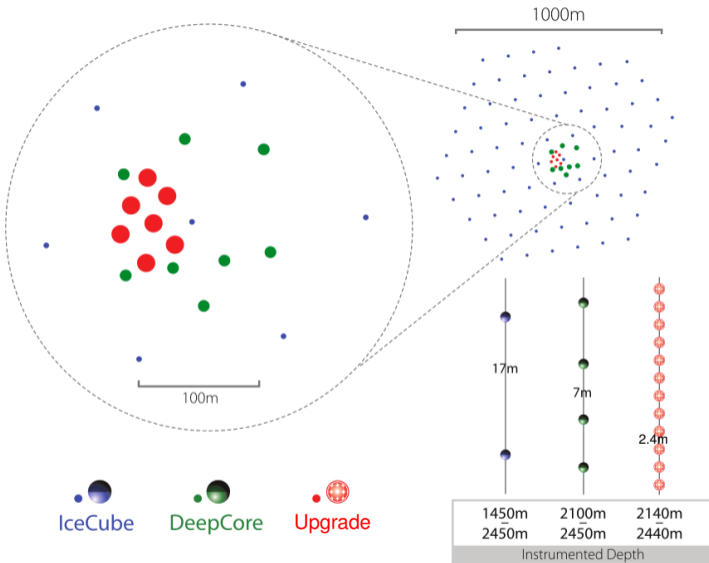 1000m
100m
17m
7m
2.4m
IceCube
DeepCore
Upgrade
1450m
–
2450m
2100m
–
2450m
2140m
–
2440m
Instrumented Depth